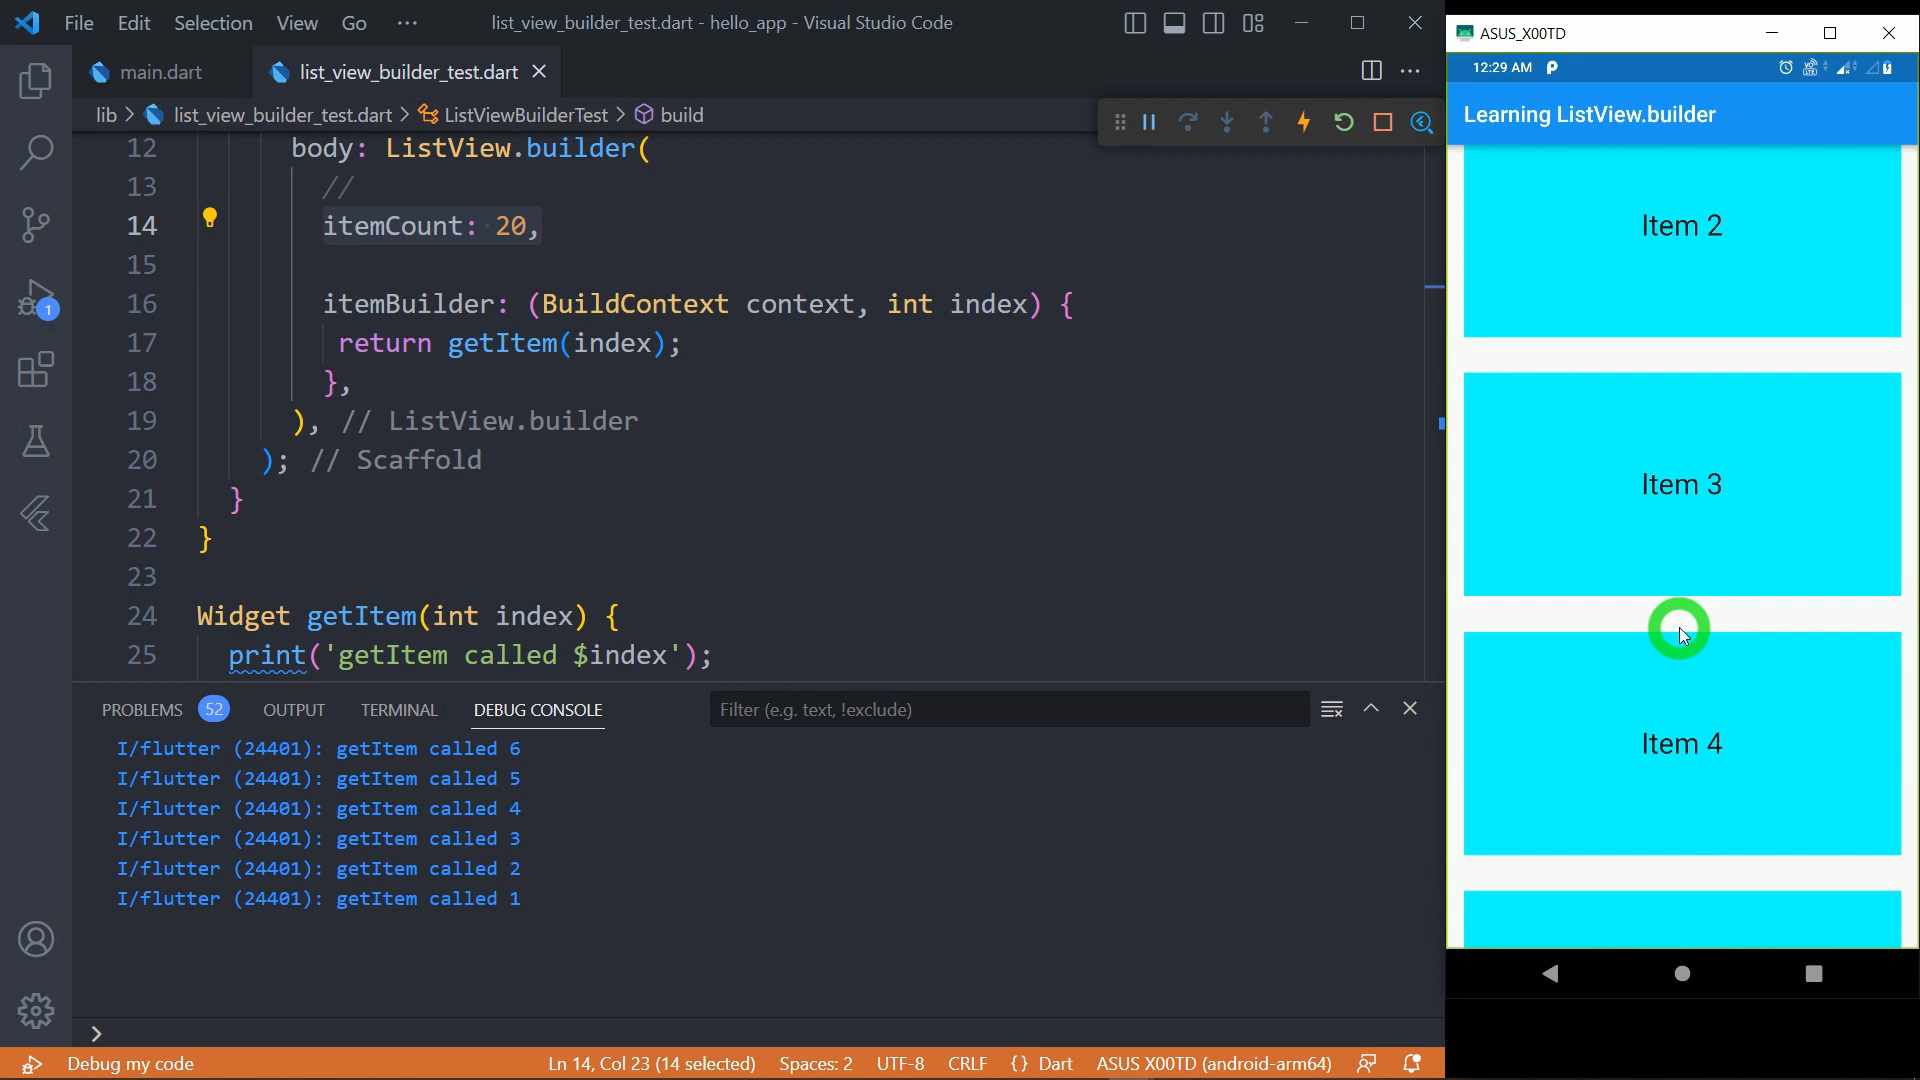 File Edit Selection View Go ··· list_view_builder_test.dart - hello_app - Visual Studio Code
main.dart list_view_builder_test.dart
lib > list_view_builder_test.dart > ListViewBuilderTest > build
12 body: ListView.builder(
13 //
14 itemCount: 20,
15
16 itemBuilder: (BuildContext context, int index) {
17 return getItem(index);
18 },
19 ), // ListView.builder
20 ); // Scaffold
21 }
22 }
23
24 Widget getItem(int index) {
25 print('getItem called $index');
1
PROBLEMS 52 OUTPUT TERMINAL DEBUG CONSOLE Filter (e.g. text, !exclude)
I/flutter (24401): getItem called 6
I/flutter (24401): getItem called 5
I/flutter (24401): getItem called 4
I/flutter (24401): getItem called 3
I/flutter (24401): getItem called 2
I/flutter (24401): getItem called 1
>
Debug my code Ln 14, Col 23 (14 selected) Spaces: 2 UTF-8 CRLF {} Dart ASUS X00TD (android-arm64)
ASUS_X00TD
12:29 AM
Learning ListView.builder
Item 2
Item 3
Item 4